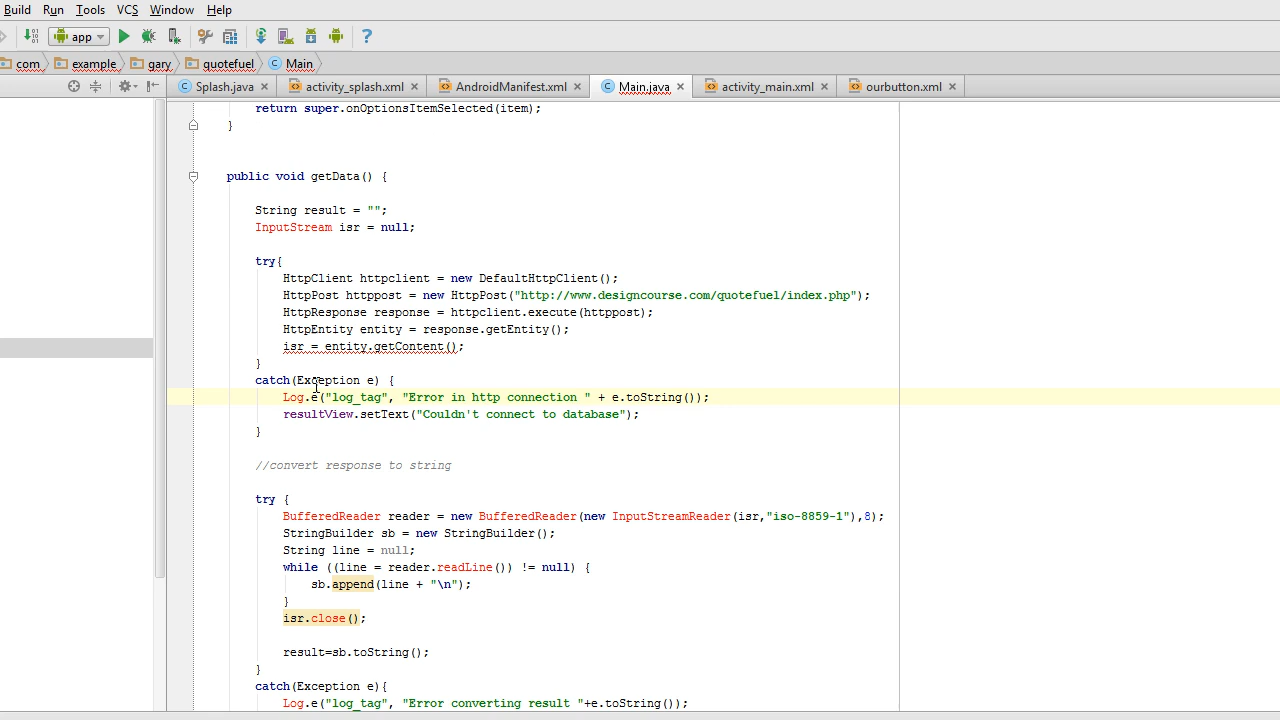 Build Run Tools VCS Window Help
app
com example gary quotefuel Main
Splash.java activity_splash.xml AndroidManifest.xml Main.java activity_main.xml ourbutton.xml
return super.onOptionsItemSelected(item);
}
public void getData() {
String result = "";
InputStream isr = null;
try{
HttpClient httpclient = new DefaultHttpClient();
HttpPost httppost = new HttpPost("http://www.designcourse.com/quotefuel/index.php");
HttpResponse response = httpclient.execute(httppost);
HttpEntity entity = response.getEntity();
isr = entity.getContent();
}
catch(Exception e) {
Log.e("log_tag", "Error in http connection " + e.toString());
resultView.setText("Couldn't connect to database");
}
//convert response to string
try {
BufferedReader reader = new BufferedReader(new InputStreamReader(isr,"iso-8859-1"),8);
StringBuilder sb = new StringBuilder();
String line = null;
while ((line = reader.readLine()) != null) {
sb.append(line + "\n");
}
isr.close();
result=sb.toString();
}
catch(Exception e){
Log.e("log_tag", "Error converting result "+e.toString());